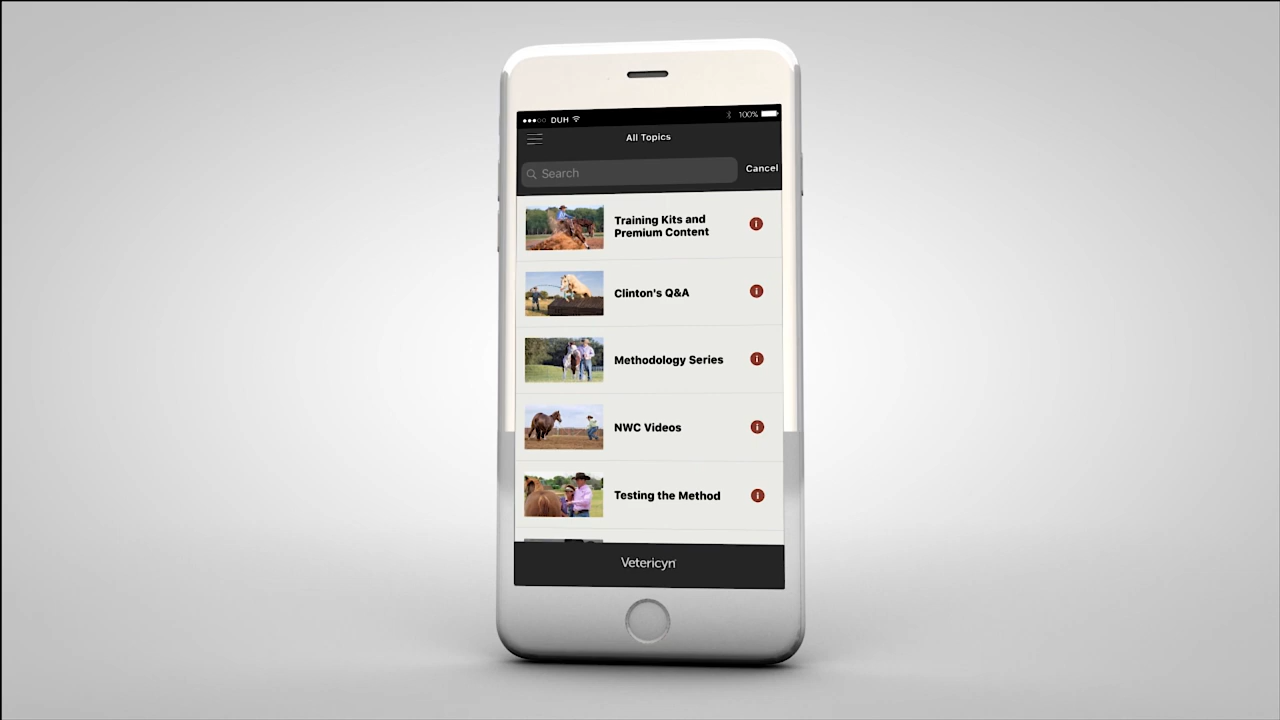 DUH
100%
All Topics
Search
Cancel
Training Kits and
Premium Content
Clinton's Q&A
Methodology Series
NWC Videos
Testing the Method
Vetericyn